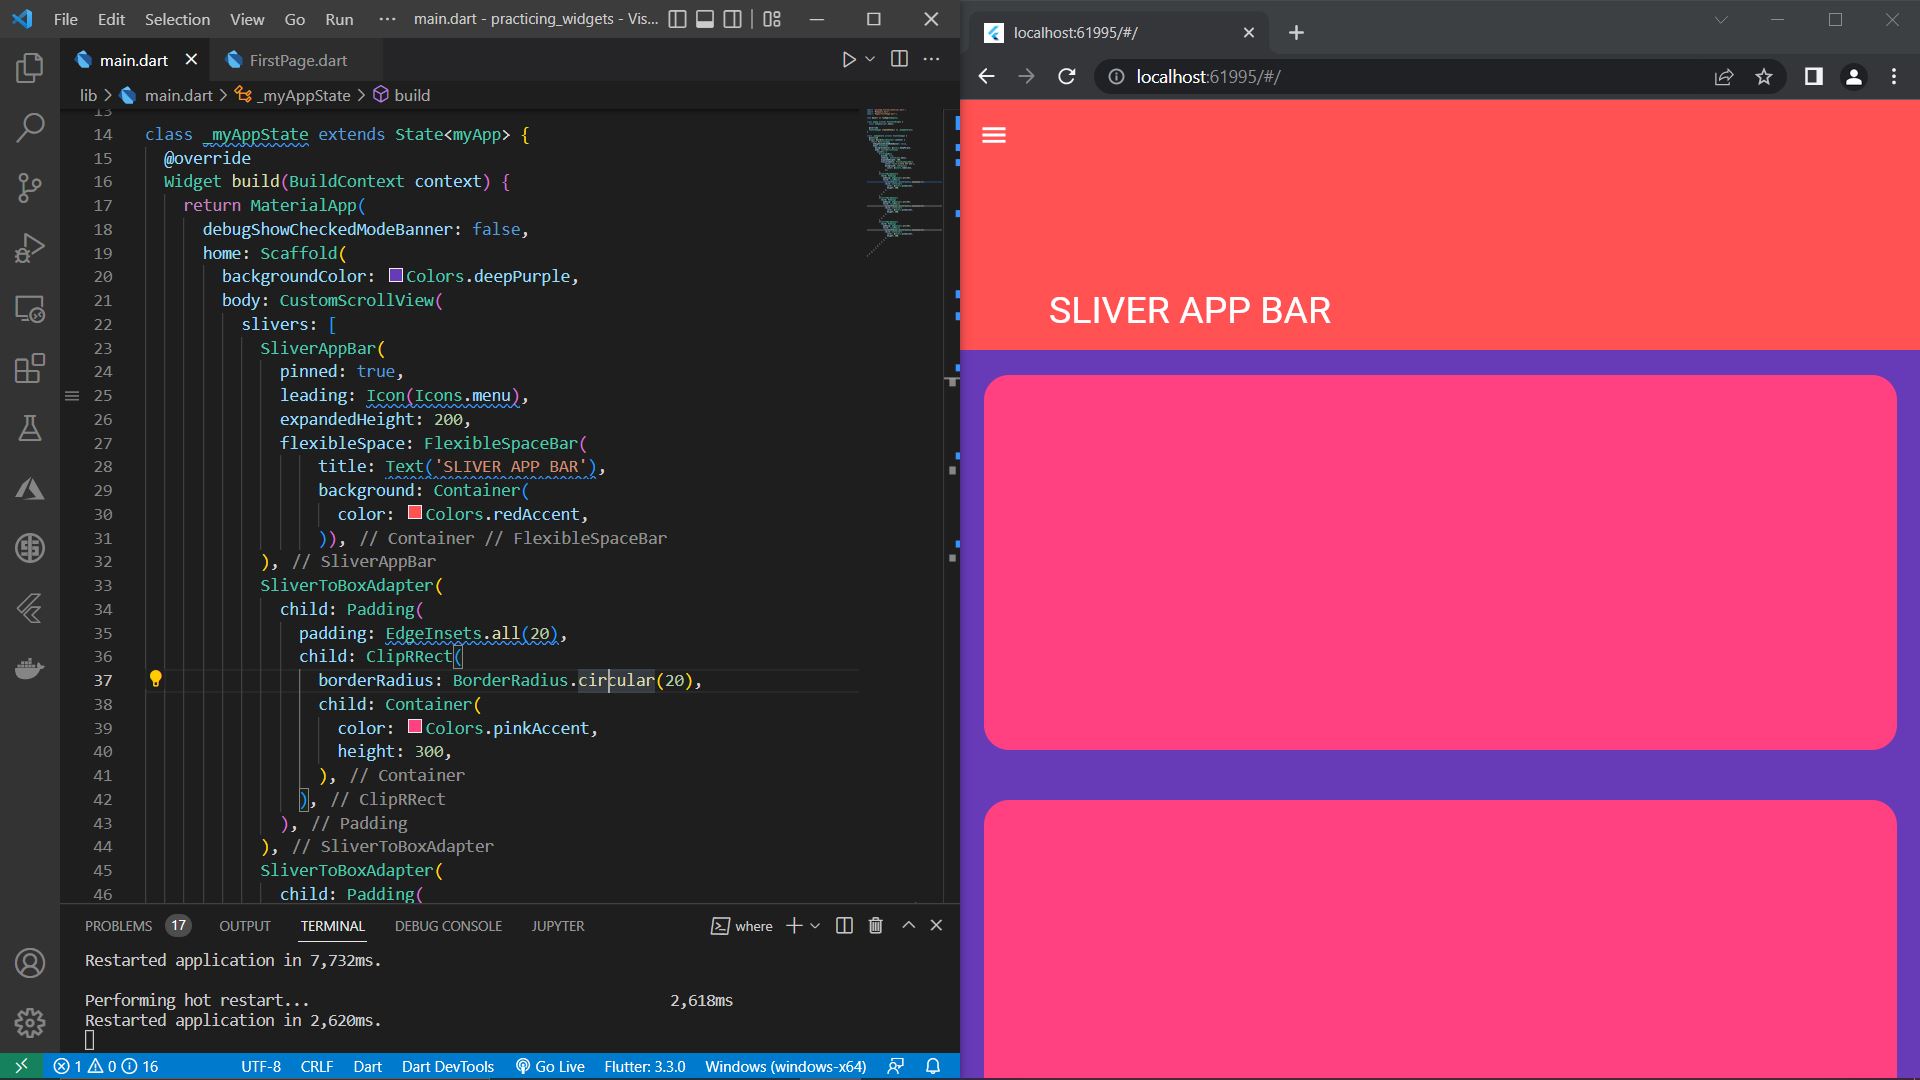 File Edit Selection View Go Run ··· main.dart - practicing_widgets - Vis...
main.dart FirstPage.dart
lib > main.dart > _myAppState > build
13
14 class _myAppState extends State<myApp> {
15 @override
16 Widget build(BuildContext context) {
17 return MaterialApp(
18 debugShowCheckedModeBanner: false,
19 home: Scaffold(
20 backgroundColor: Colors.deepPurple,
21 body: CustomScrollView(
22 slivers: [
23 SliverAppBar(
24 pinned: true,
25 leading: Icon(Icons.menu),
26 expandedHeight: 200,
27 flexibleSpace: FlexibleSpaceBar(
28 title: Text('SLIVER APP BAR'),
29 background: Container(
30 color: Colors.redAccent,
31 )), // Container // FlexibleSpaceBar
32 ), // SliverAppBar
33 SliverToBoxAdapter(
34 child: Padding(
35 padding: EdgeInsets.all(20),
36 child: ClipRRect(
37 borderRadius: BorderRadius.circular(20),
38 child: Container(
39 color: Colors.pinkAccent,
40 height: 300,
41 ), // Container
42 ), // ClipRRect
43 ), // Padding
44 ), // SliverToBoxAdapter
45 SliverToBoxAdapter(
46 child: Padding(
PROBLEMS 17 OUTPUT TERMINAL DEBUG CONSOLE JUPYTER where
Restarted application in 7,732ms.
Performing hot restart... 2,618ms
Restarted application in 2,620ms.
1 0 16 UTF-8 CRLF Dart Dart DevTools Go Live Flutter: 3.3.0 Windows (windows-x64)
localhost:61995/#/
localhost:61995/#/
SLIVER APP BAR